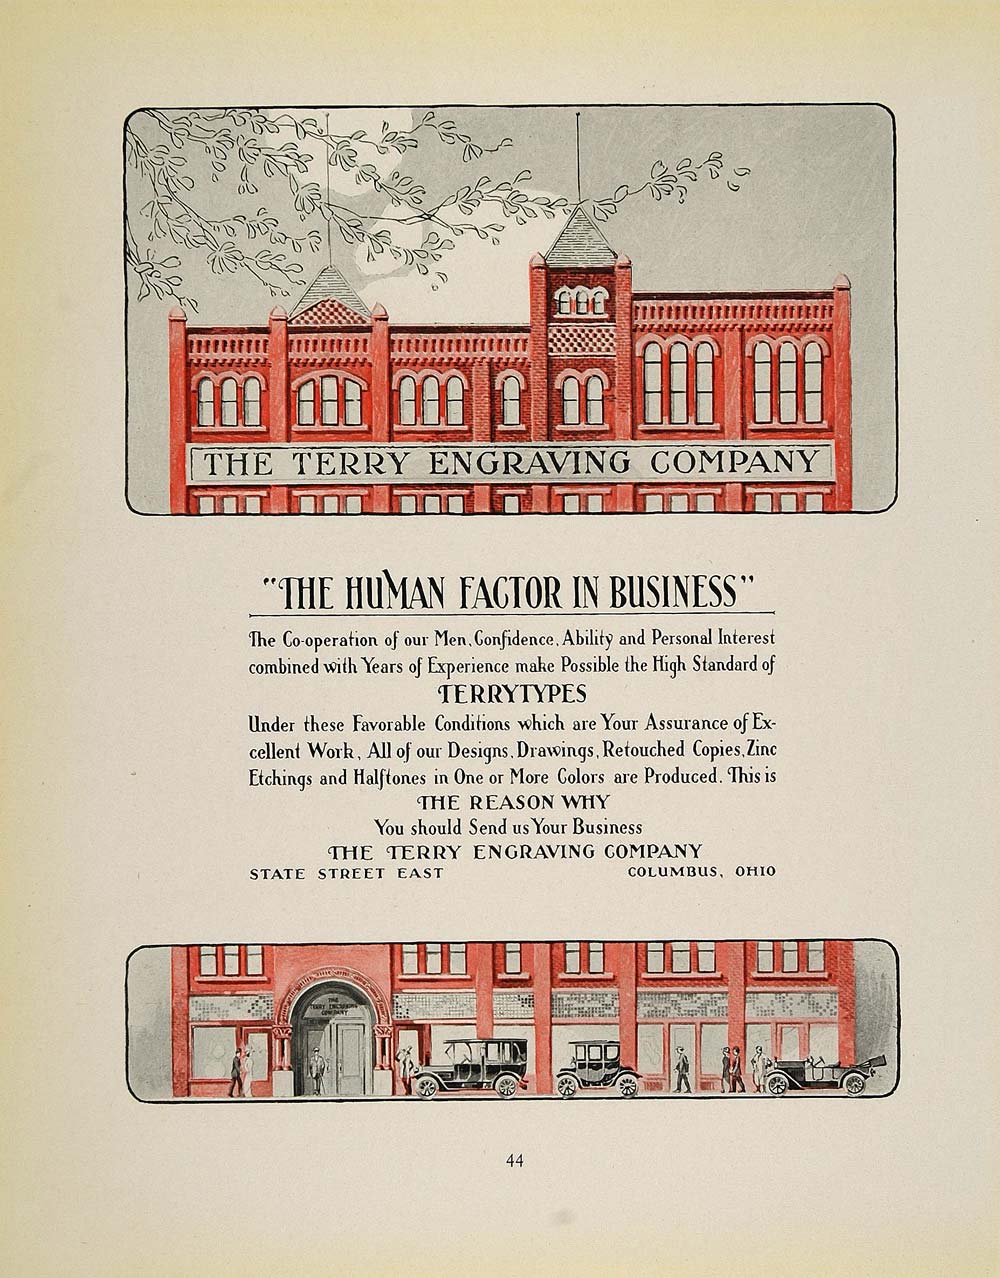 THE TERRY ENGRAVING COMPANY
"THE HUMAN FACTOR IN BUSINESS"
The Co-operation of our Men, Confidence, Ability and Personal Interest
combined with Years of Experience make Possible the High Standard of
TERRYTYPES
Under these Favorable Conditions which are Your Assurance of Ex-
cellent Work, All of our Designs, Drawings, Retouched Copies, Zinc
Etchings and Halftones in One or More Colors are Produced. This is
THE REASON WHY
You should Send us Your Business
THE TERRY ENGRAVING COMPANY
STATE STREET EAST COLUMBUS, OHIO
THE
TERRY ENGRAVING
COMPANY
44